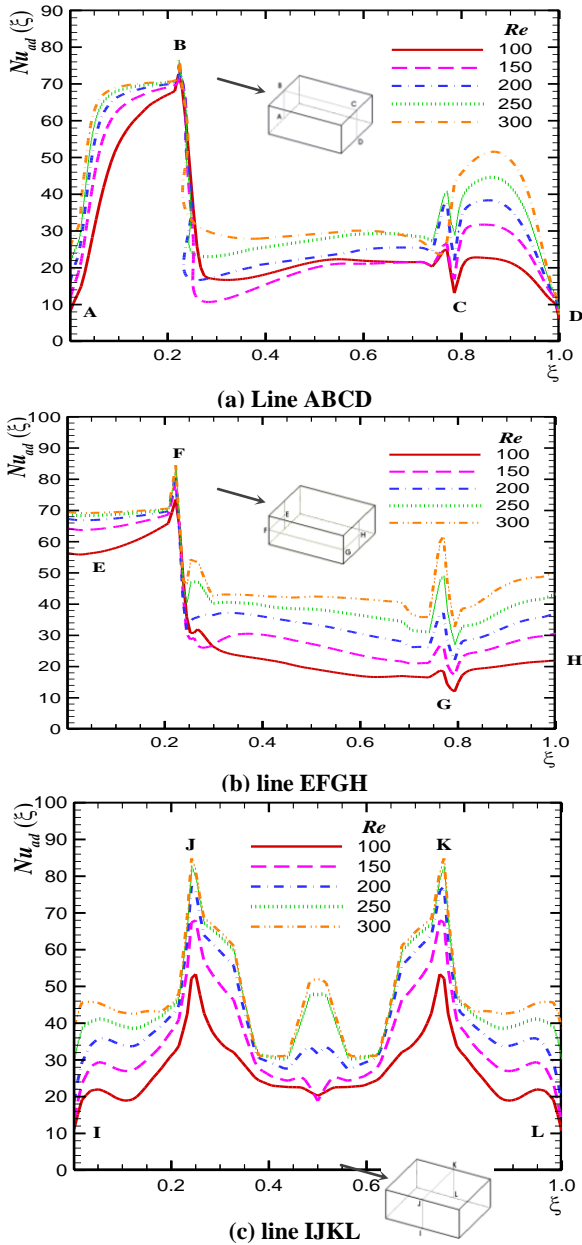 Nu_ad(ξ)
90
80
70
60
50
40
30
20
10
0
B
Re
100
150
200
250
300
B
C
A
D
A
C
D
0.2
0.4
0.6
0.8
1.0
ξ
(a) Line ABCD
Nu_ad(ξ)
100
90
80
70
60
50
40
30
20
10
0
F
Re
100
150
200
250
300
E
F
H
G
E
H
G
0.2
0.4
0.6
0.8
1.0
ξ
(b) line EFGH
Nu_ad(ξ)
100
90
80
70
60
50
40
30
20
10
0
J
K
Re
100
150
200
250
300
I
L
0
0.2
0.4
0.6
0.8
1.0
ξ
K
L
J
I
(c) line IJKL